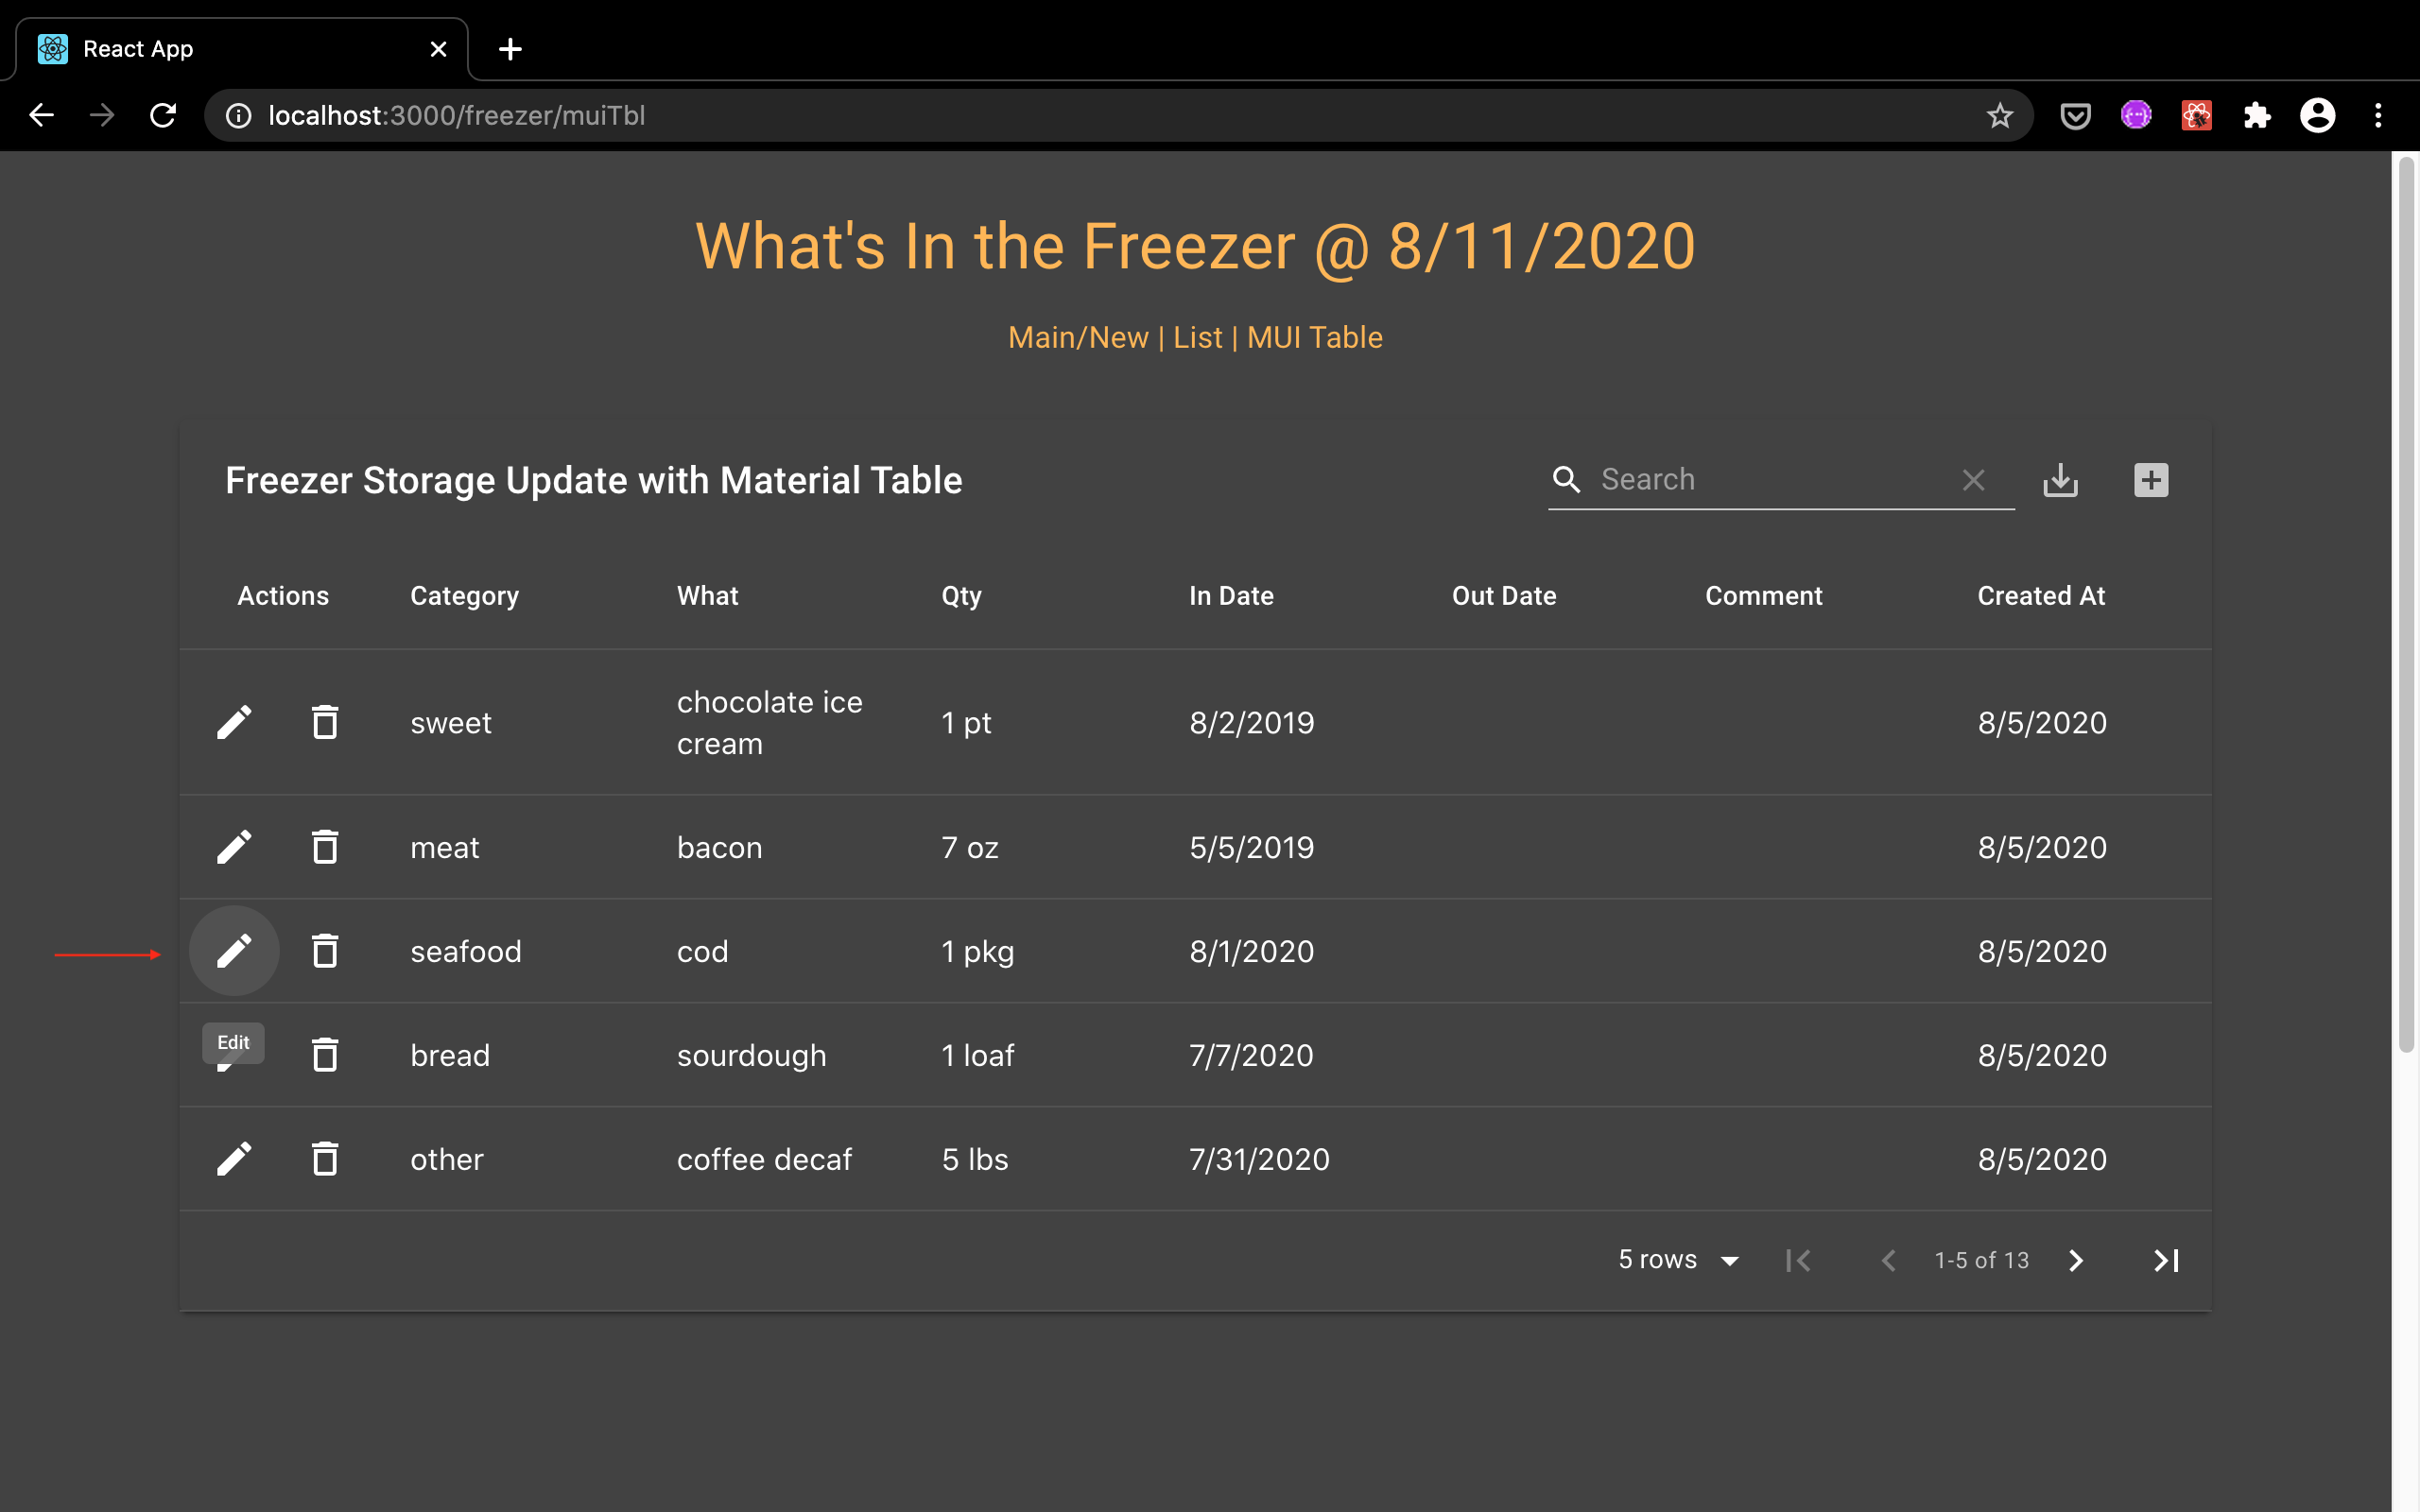 React App
localhost:3000/freezer/muiTbl
What's In the Freezer @ 8/11/2020
Main/New | List | MUI Table
Freezer Storage Update with Material Table
Search
Actions Category What Qty In Date Out Date Comment Created At
sweet chocolate ice cream 1 pt 8/2/2019 8/5/2020
meat bacon 7 oz 5/5/2019 8/5/2020
seafood cod 1 pkg 8/1/2020 8/5/2020
Edit
bread sourdough 1 loaf 7/7/2020 8/5/2020
other coffee decaf 5 lbs 7/31/2020 8/5/2020
5 rows 1-5 of 13